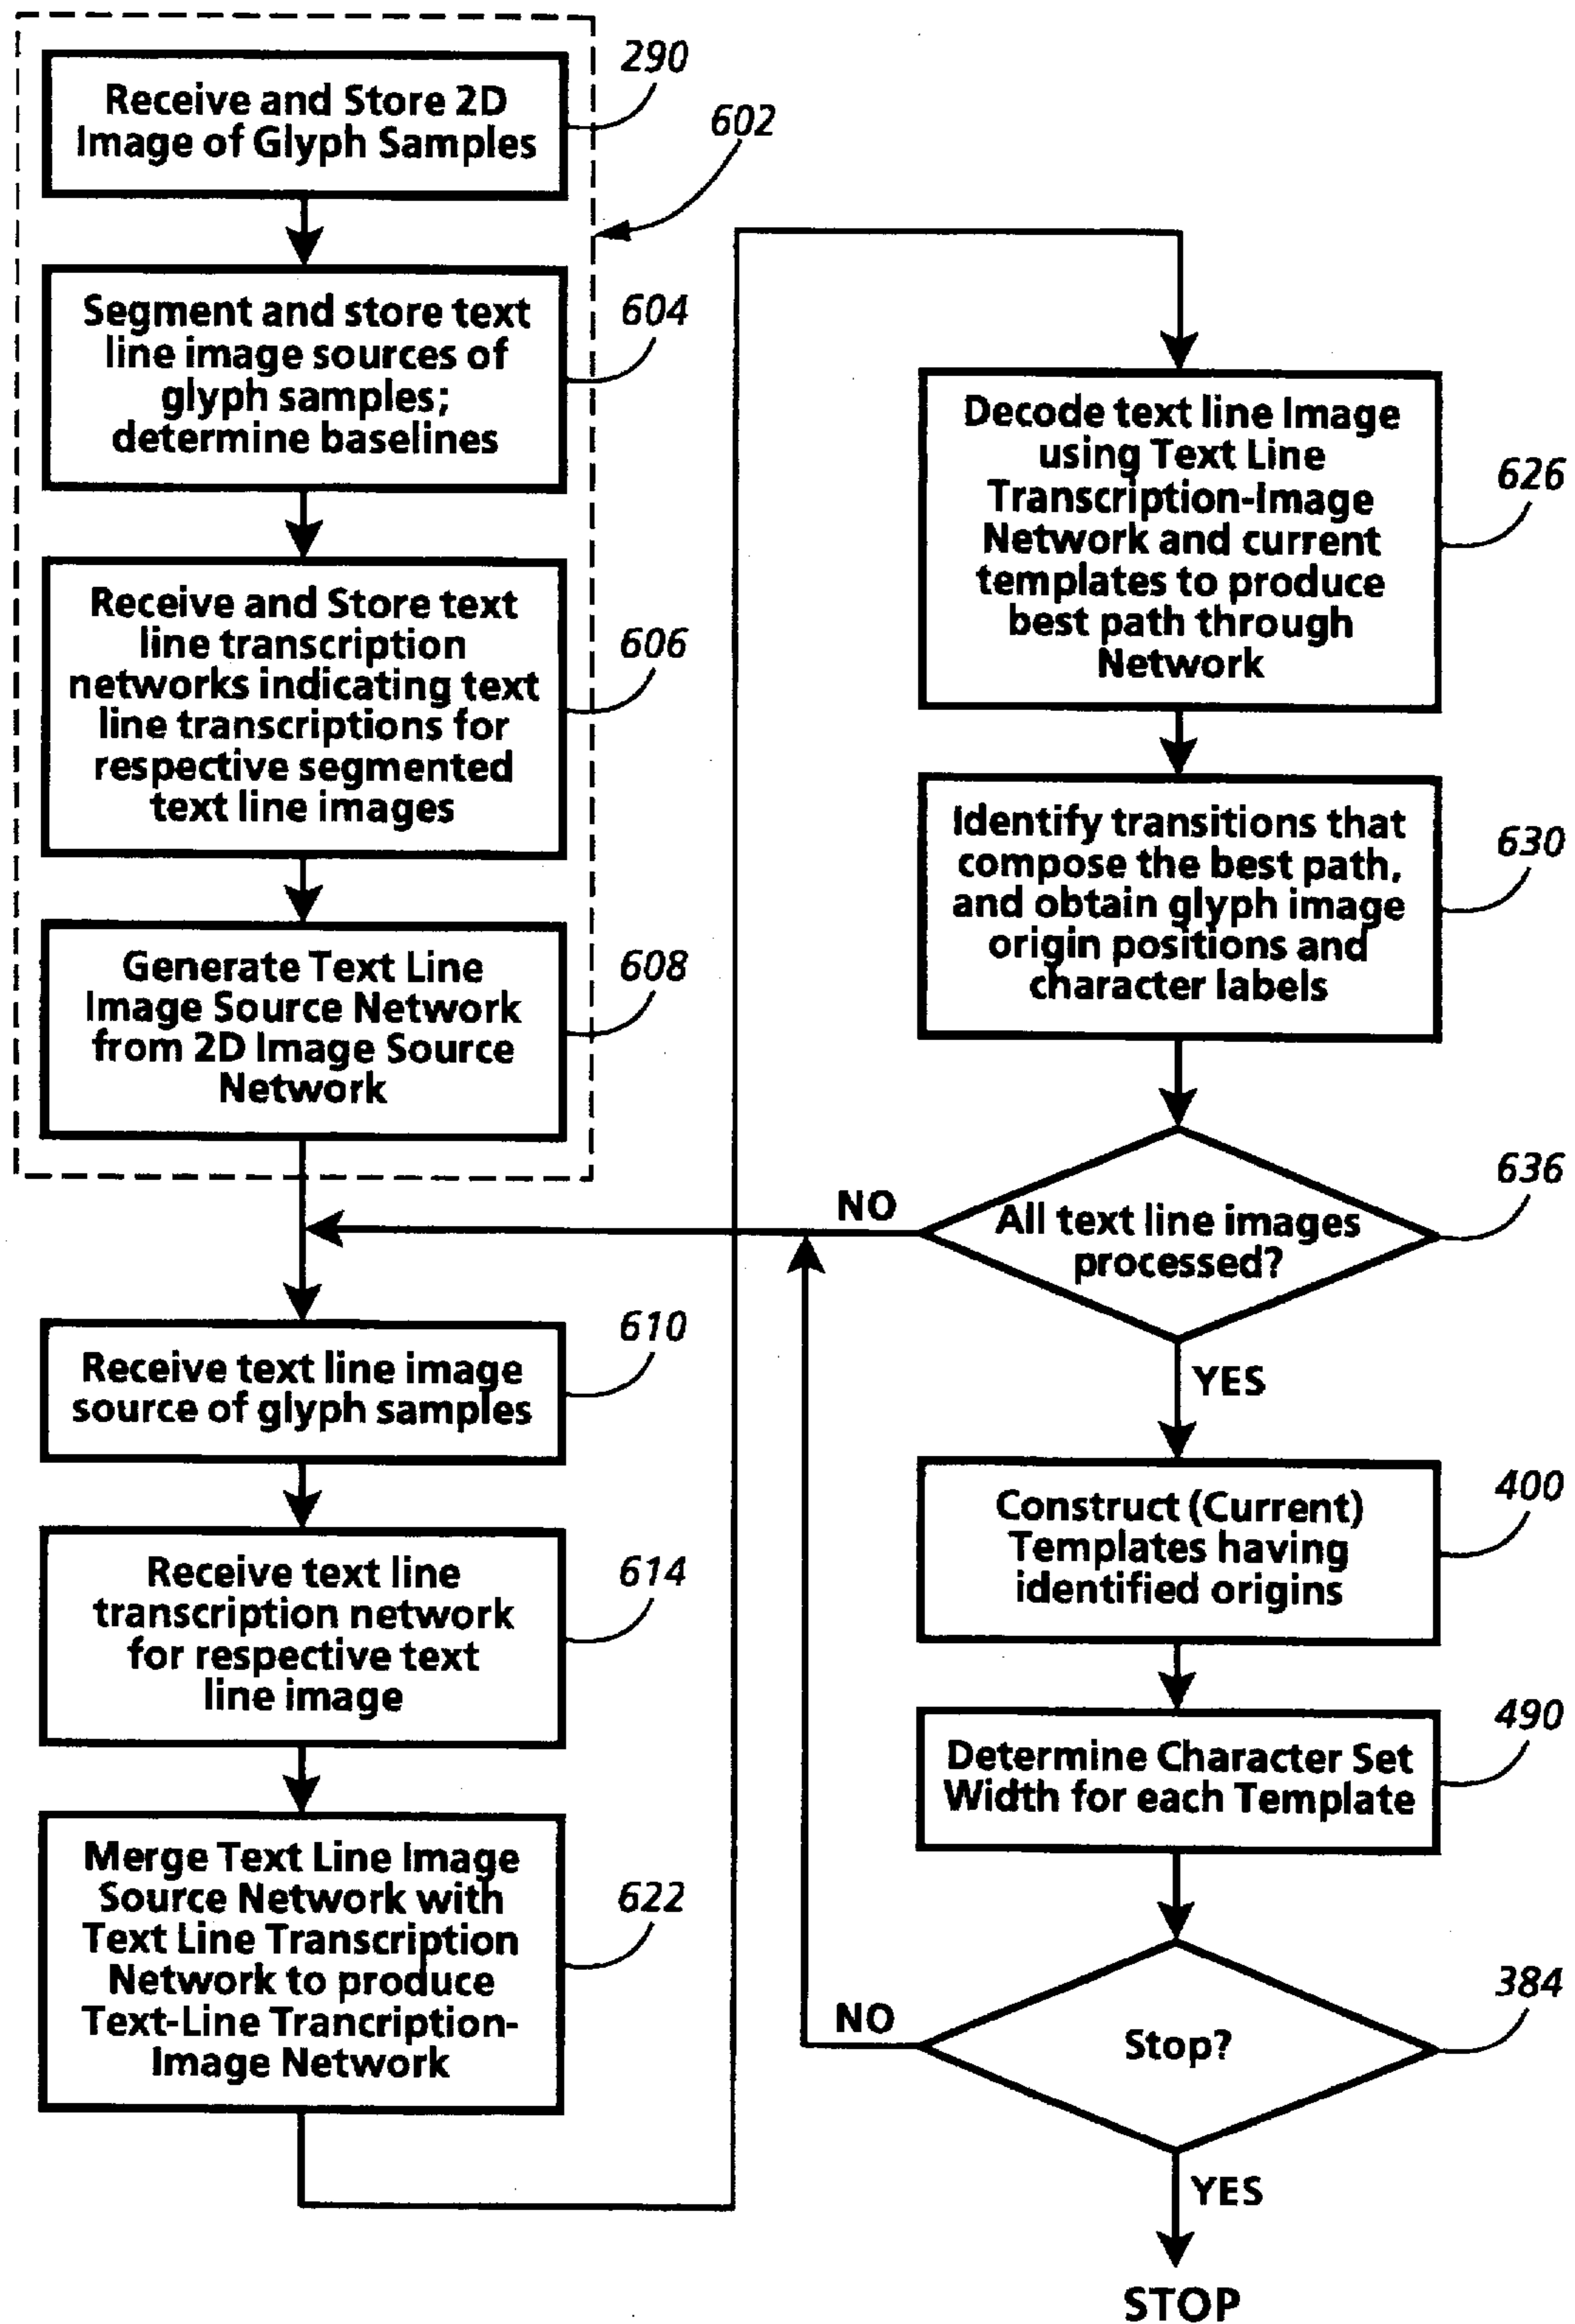 Receive and Store 2D
Image of Glyph Samples
290
602
Segment and store text
line image sources of
glyph samples;
determine baselines
604
Receive and Store text
line transcription
networks indicating text
line transcriptions for
respective segmented
text line images
606
Generate Text Line
Image Source Network
from 2D Image Source
Network
608
Receive text line image
source of glyph samples
610
Receive text line
transcription network
for respective text
line image
614
Merge Text Line Image
Source Network with
Text Line Transcription
Network to produce
Text-Line Trancription-
Image Network
622
Decode text line Image
using Text Line
Transcription-Image
Network and current
templates to produce
best path through
Network
626
Identify transitions that
compose the best path,
and obtain glyph image
origin positions and
character labels
630
All text line images
processed?
636
NO
YES
Construct (Current)
Templates having
identified origins
400
Determine Character Set
Width for each Template
490
Stop?
384
NO
YES
STOP